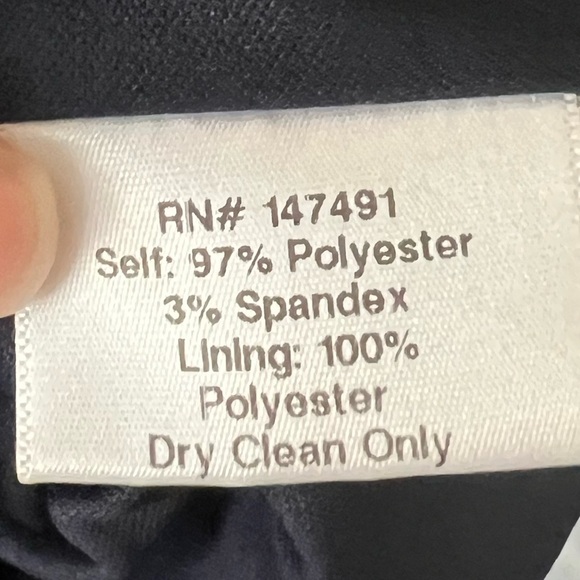 RN# 147491
Self: 97% Polyester
3% Spandex
Lining: 100%
Polyester
Dry Clean Only